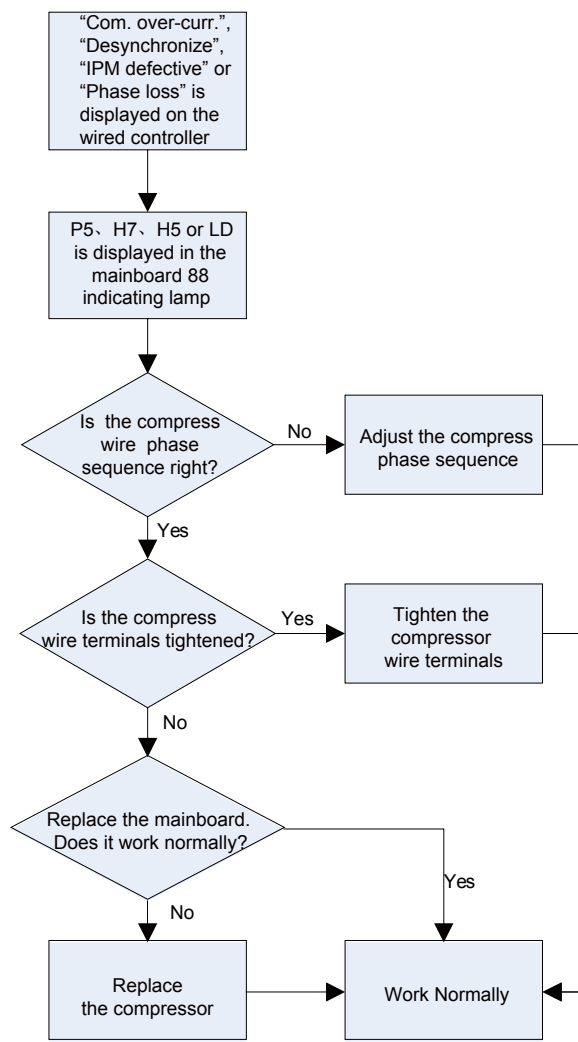 “Com. over-curr.”,
“Desynchronize”,
“IPM defective” or
“Phase loss” is
displayed on the
wired controller
P5、H7、H5 or LD
is displayed in the
mainboard 88
indicating lamp
Is the compress
wire phase
sequence right?
No
Adjust the compress
phase sequence
Yes
Is the compress
wire terminals tightened?
Yes
Tighten the
compressor
wire terminals
No
Replace the mainboard.
Does it work normally?
Yes
No
Replace
the compressor
Work Normally